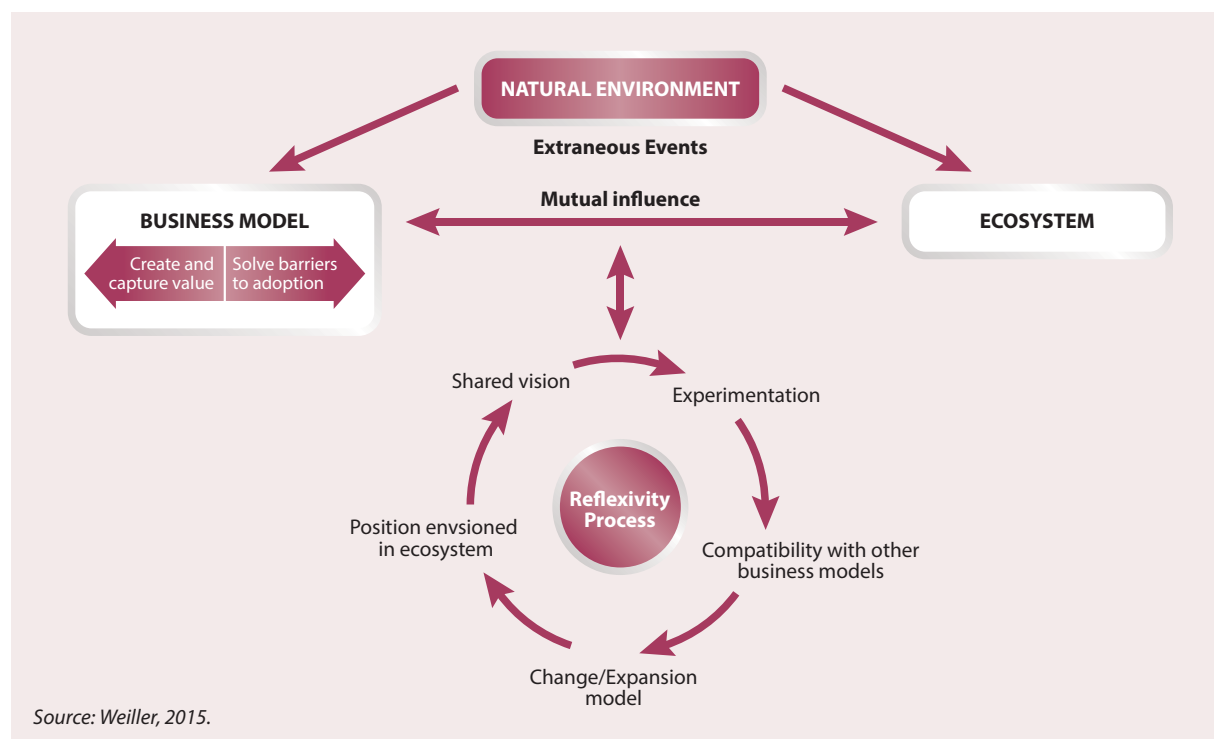 NATURAL ENVIRONMENT
Extraneous Events
Mutual influence
BUSINESS MODEL
Create and
capture value
Solve barriers
to adoption
ECOSYSTEM
Shared vision
Experimentation
Reflexivity
Process
Position envsioned
in ecosystem
Compatibility with other
business models
Change/Expansion
model
Source: Weiller, 2015.